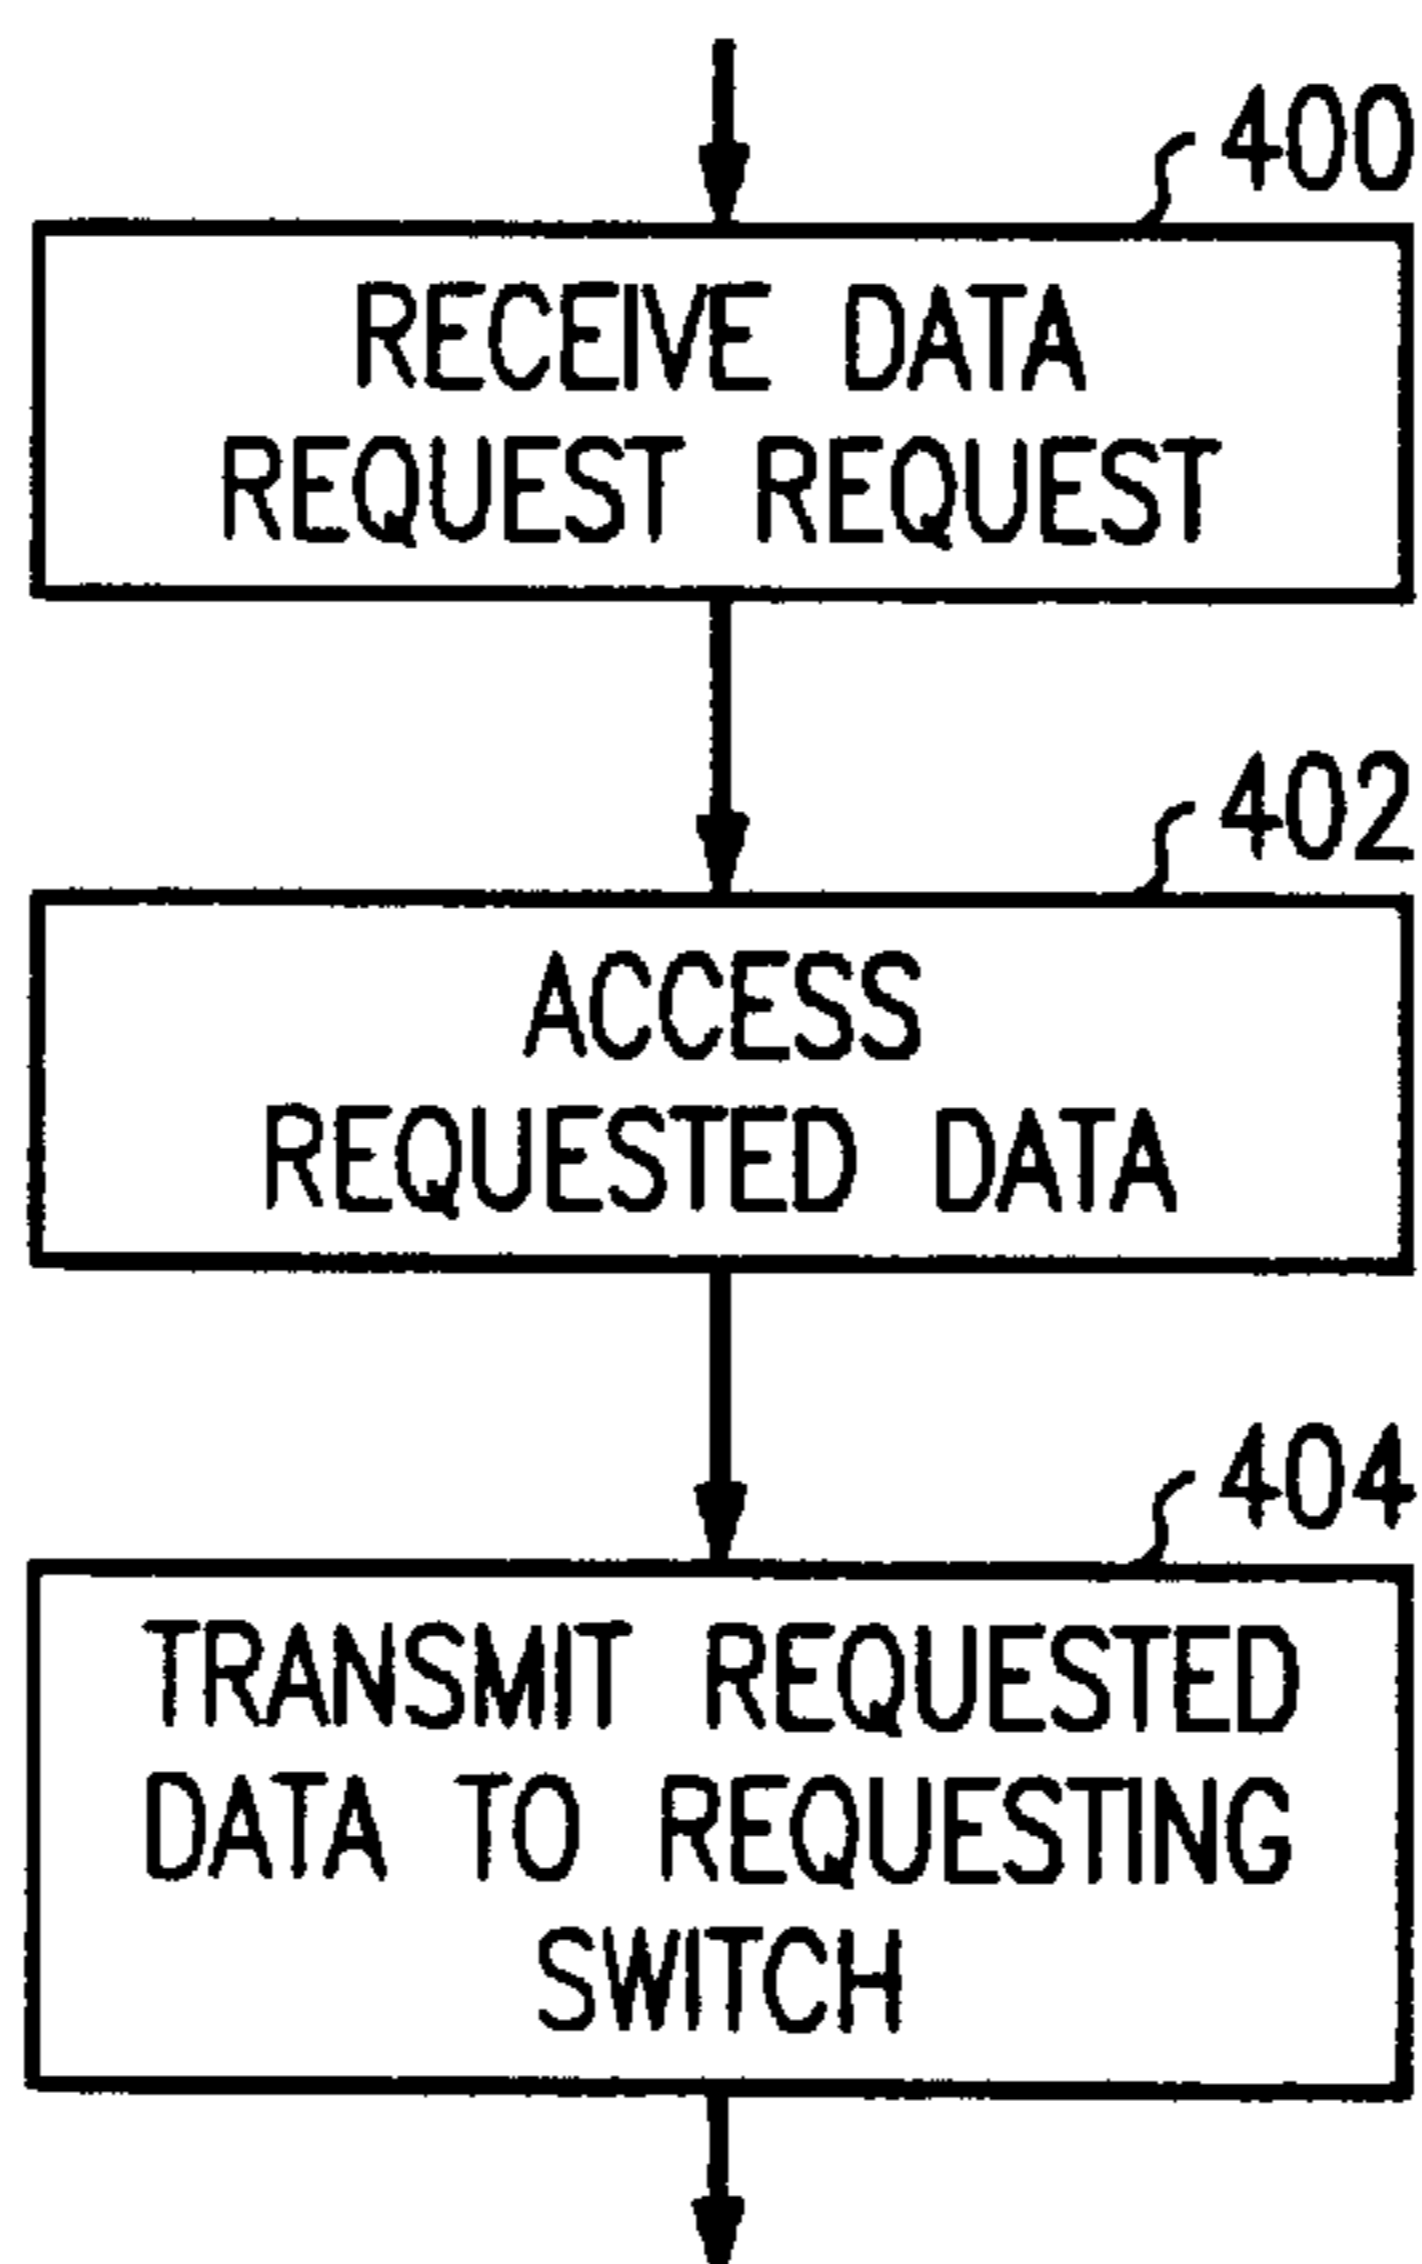 400
RECEIVE DATA
REQUEST REQUEST
402
ACCESS
REQUESTED DATA
404
TRANSMIT REQUESTED
DATA TO REQUESTING
SWITCH